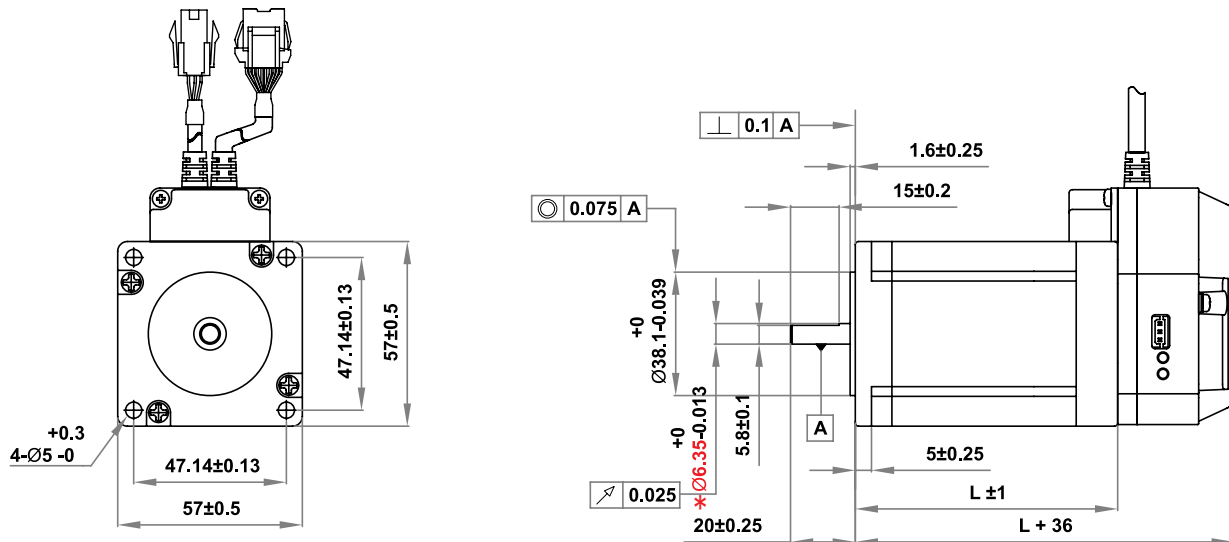 47.14±0.13
57±0.5
+0.3
4-Ø5 -0
47.14±0.13
57±0.5
⊥ 0.1 A
1.6±0.25
15±0.2
◎ 0.075 A
+0
Ø38.1-0.039
+0
*Ø6.35-0.013
5.8±0.1
A
↗ 0.025
5±0.25
L ±1
20±0.25
L + 36